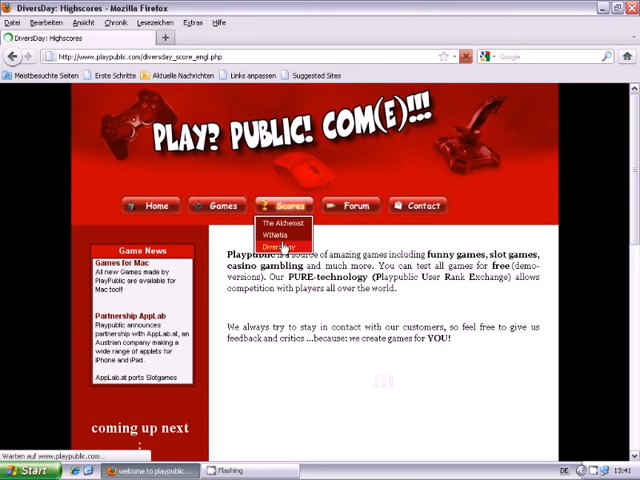 DiversDay: Highscores - Mozilla Firefox
Datei Bearbeiten Ansicht Chronik Lesezeichen Extras Hilfe
DiversDay: Highscores
http://www.playpublic.com/diversday_score_engl.php
Google
Meistbesuchte Seiten Erste Schritte Aktuelle Nachrichten Links anpassen Suggested Sites
PLAY? PUBLIC! COM(E)!!!
Home Games Scores Forum Contact
The Alchemist
WINetia
Game News
Games for Mac
All new Games made by
PlayPublic are available for
Mac too!!
Partnership AppLab
Playpublic announces
partnership with AppLab.at, an
Austrian company making a
wide range of applets for
iPhone and iPad.
AppLab.at ports Slotgames
coming up next
:
Playpublic is a source of amazing games including funny games, slot games,
casino gambling and much more. You can test all games for free (demo-
versions). Our PURE-technology (Playpublic User Rank Exchange) allows
competition with players all over the world.
We always try to stay in contact with our customers, so feel free to give us
feedback and critics ...because: we create games for YOU!
Warten auf www.playpublic.com...
Start welcome to playpublic... Flashing DE 13:41